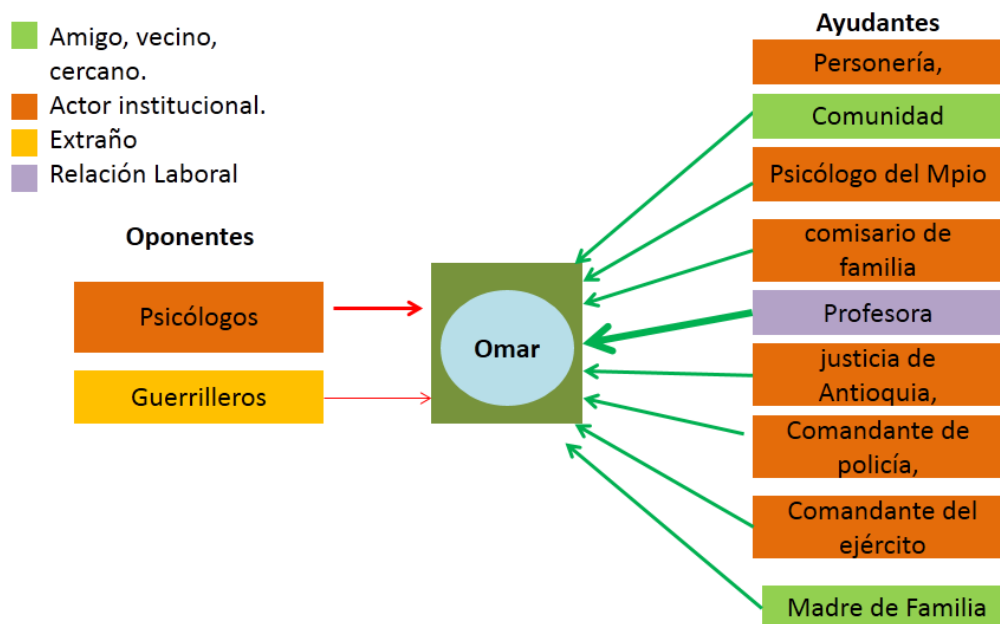 Amigo, vecino,
cercano.
Actor institucional.
Extraño
Relación Laboral
Oponentes
Psicólogos
Guerrilleros
Omar
Ayudantes
Personería,
Comunidad
Psicólogo del Mpio
comisario de
familia
Profesora
justicia de
Antioquia,
Comandante de
policía,
Comandante del
ejército
Madre de Familia